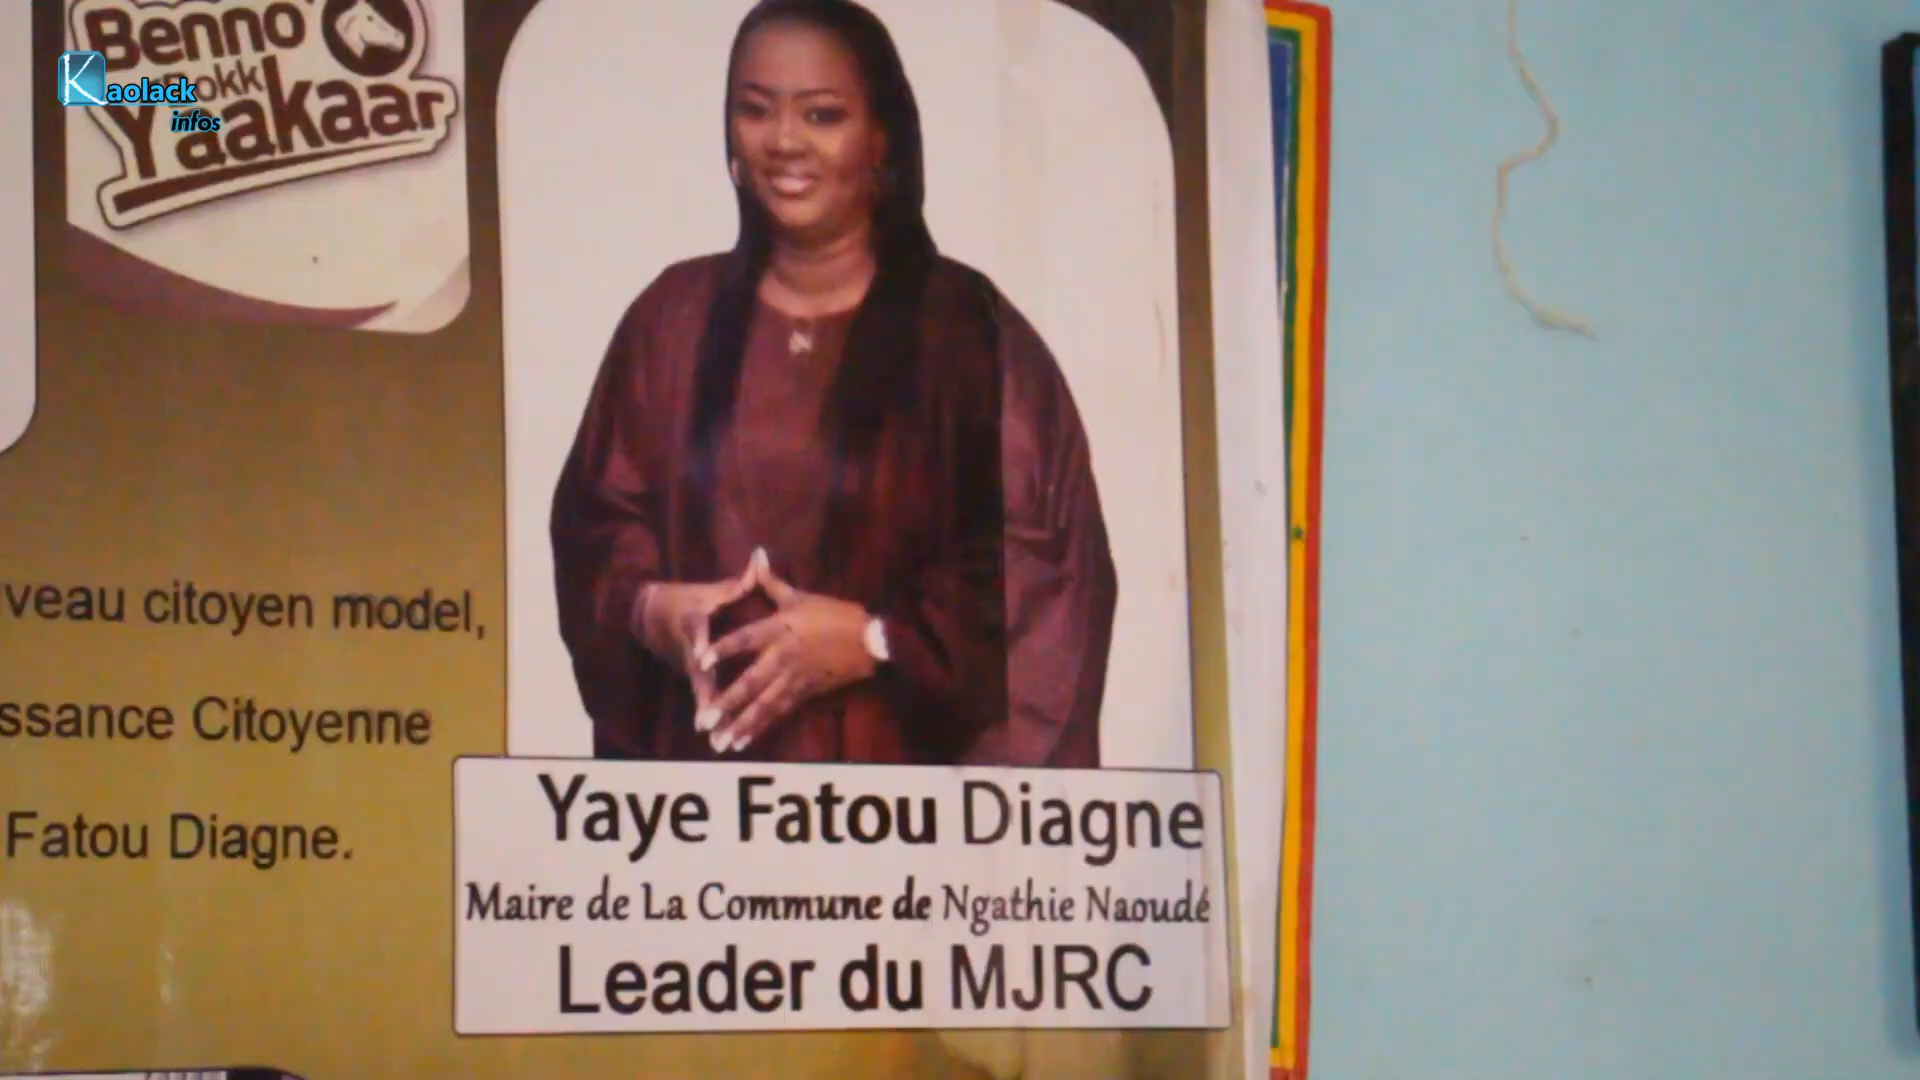 Benno
Bokk
Yaakaar
Kaolack
infos
veau citoyen model,
ssance Citoyenne
Fatou Diagne.
Yaye Fatou Diagne
Maire de La Commune de Ngathie Naoudé
Leader du MJRC